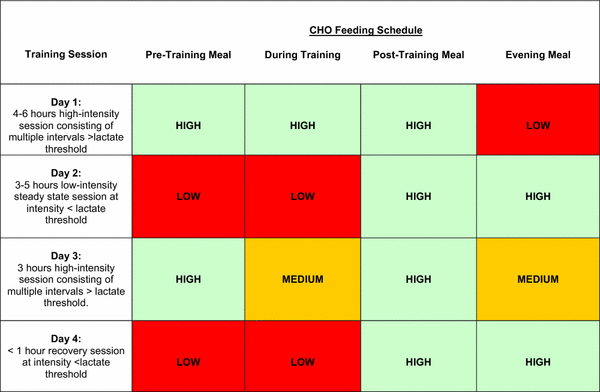 CHO Feeding Schedule
Training Session
Pre-Training Meal
During Training
Post-Training Meal
Evening Meal
Day 1:
4-6 hours high-intensity
session consisting of
multiple intervals >lactate
threshold
HIGH
HIGH
HIGH
LOW
Day 2:
3-5 hours low-intensity
steady state session at
intensity < lactate
threshold
LOW
LOW
HIGH
HIGH
Day 3:
3 hours high-intensity
session consisting of
multiple intervals > lactate
threshold.
HIGH
MEDIUM
HIGH
MEDIUM
Day 4:
< 1 hour recovery session
at intensity <lactate
threshold
LOW
LOW
HIGH
HIGH